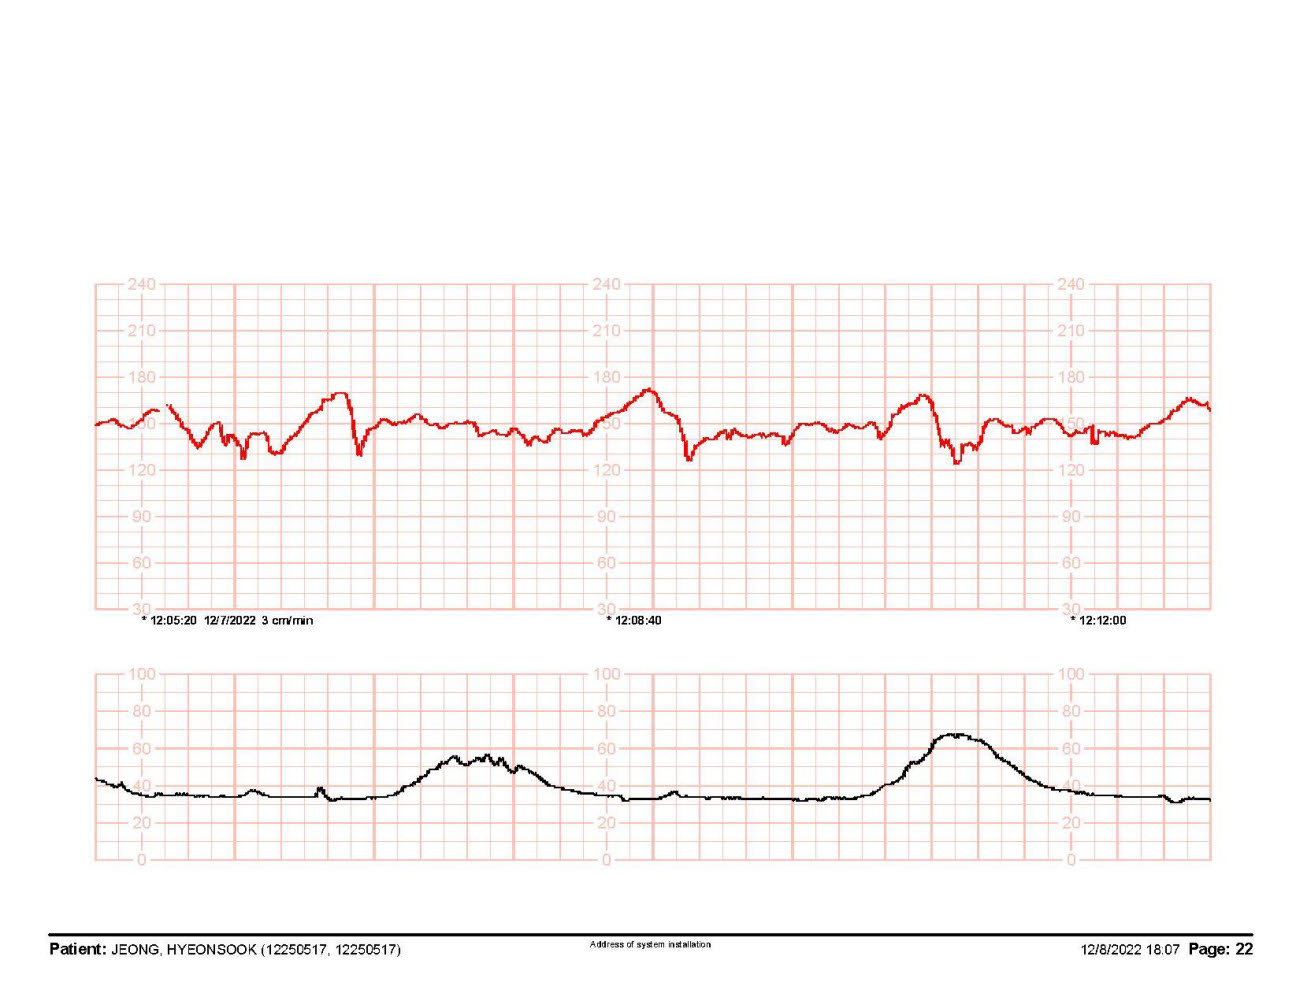 240 240 240
210 210 210
180 180 180
150 150 150
120 120 120
90 90 90
60 60 60
30 30 30
* 12:05:20 12/7/2022 3 cm/min * 12:08:40 * 12:12:00
100 100 100
80 80 80
60 60 60
40 40 40
20 20 20
0 0 0
Patient: JEONG, HYEONSOOK (12250517, 12250517) Address of system installation 12/8/2022 18:07 Page: 22